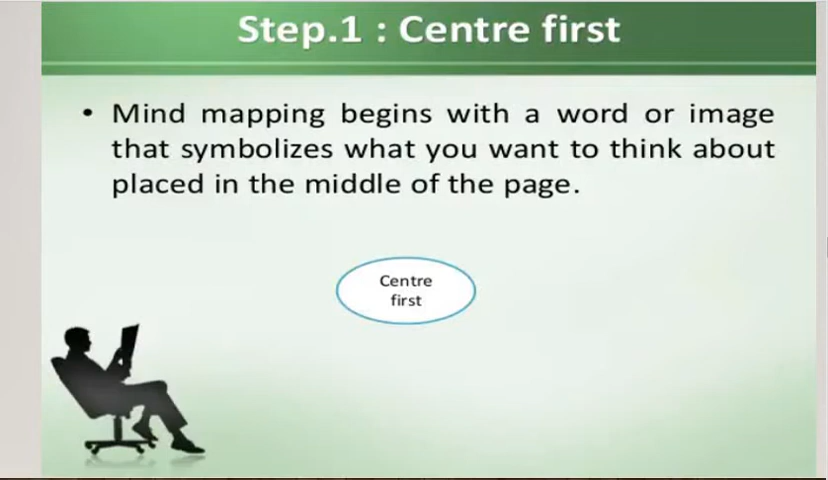 Step.1 : Centre first
• Mind mapping begins with a word or image
that symbolizes what you want to think about
placed in the middle of the page.
Centre
first